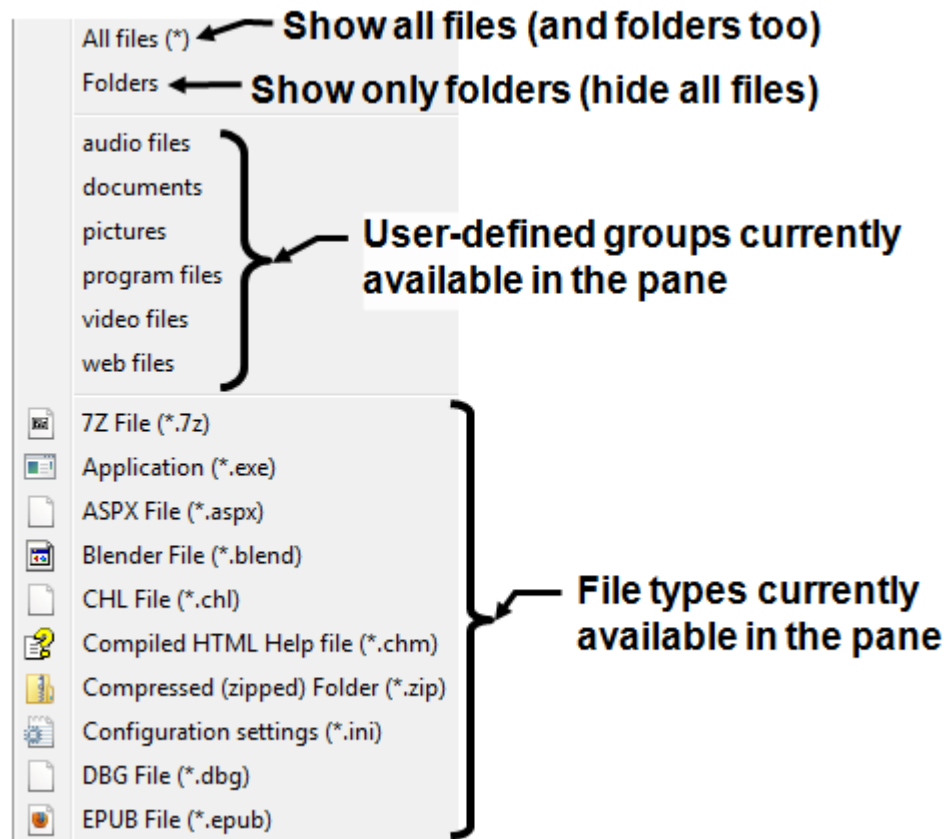 All files (*)
Show all files (and folders too)
Folders
Show only folders (hide all files)
audio files
documents
pictures
program files
video files
web files
User-defined groups currently
available in the pane
7Z File (*.7z)
Application (*.exe)
ASPX File (*.aspx)
Blender File (*.blend)
CHL File (*.chl)
Compiled HTML Help file (*.chm)
Compressed (zipped) Folder (*.zip)
Configuration settings (*.ini)
DBG File (*.dbg)
EPUB File (*.epub)
File types currently
available in the pane